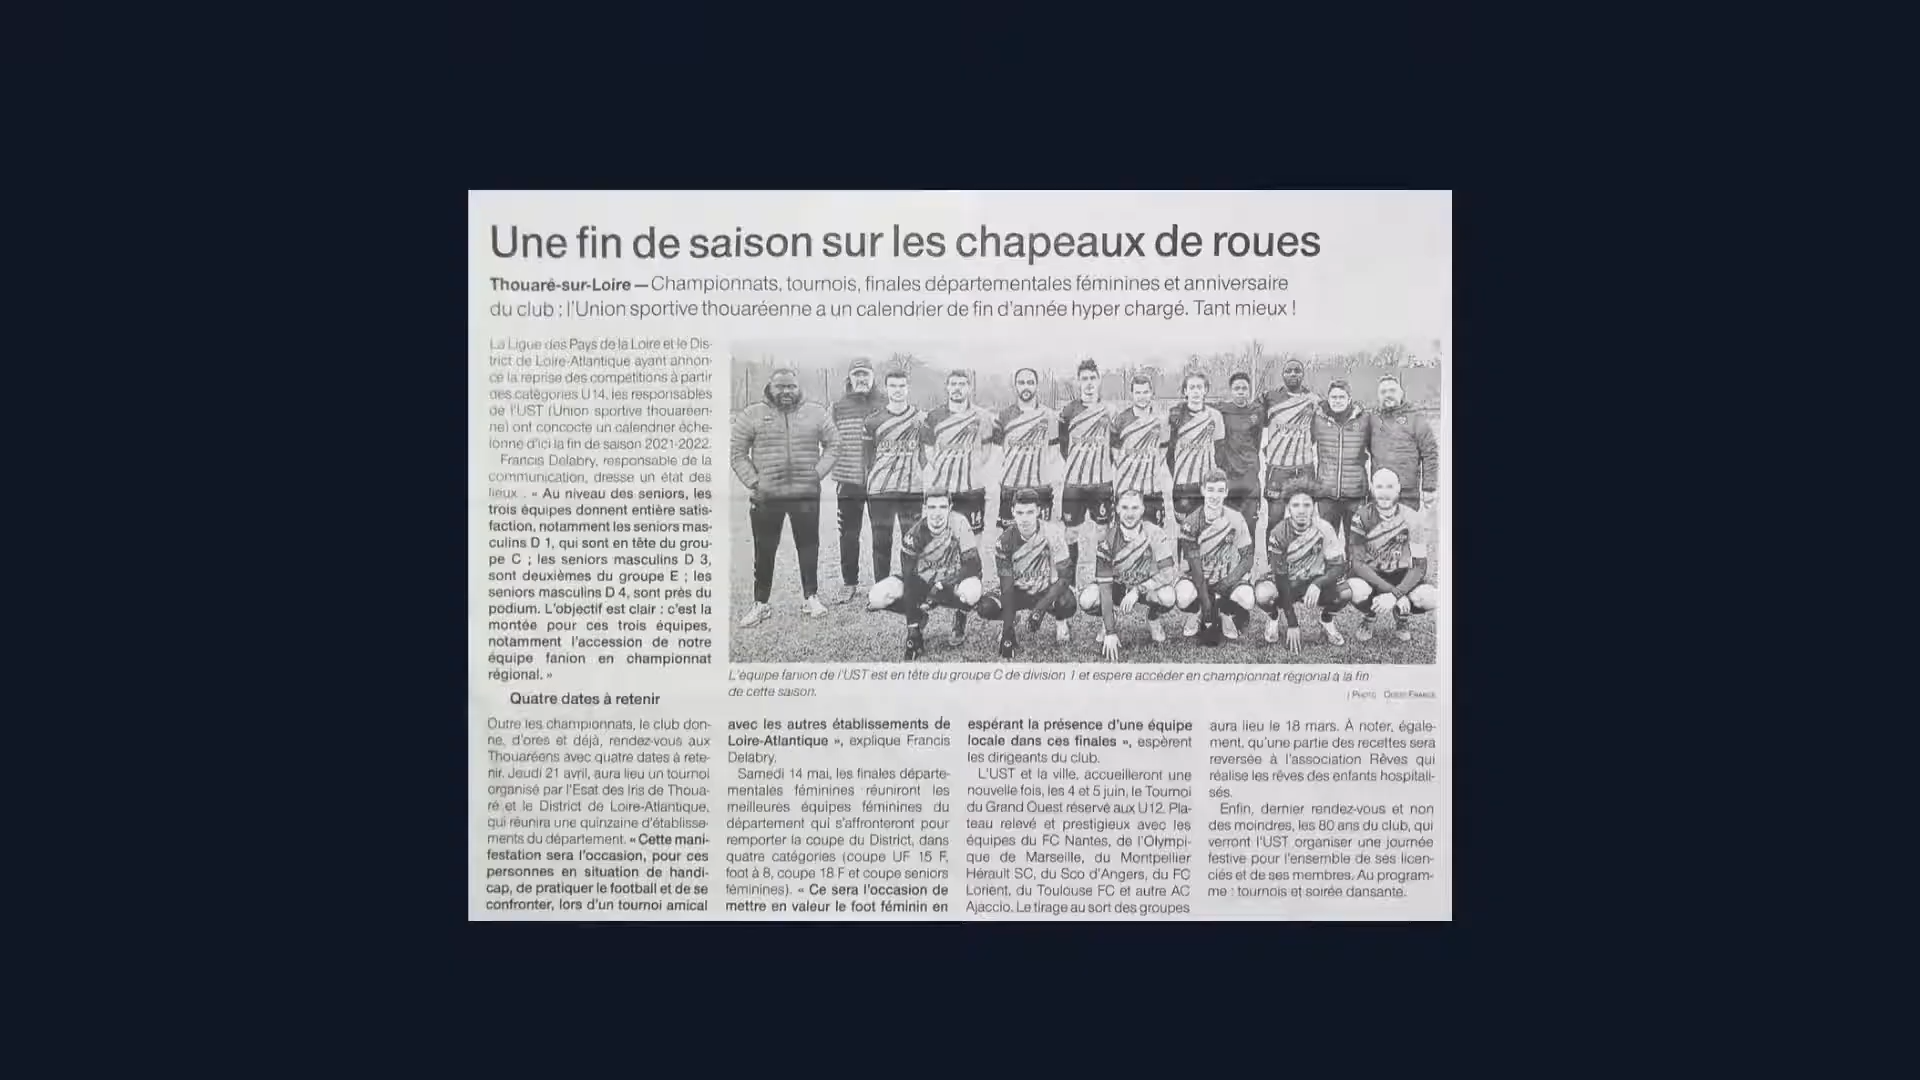 Une fin de saison sur les chapeaux de roues
Thouaré-sur-Loire — Championnats, tournois, finales départementales féminines et anniversaire
du club : l'Union sportive thouaréenne a un calendrier de fin d'année hyper chargé. Tant mieux !
La Ligue des Pays de la Loire et le Dis-
trict de Loire-Atlantique ayant annon-
cé la reprise des compétitions à partir
des catégories U 14, les responsables
de l'UST (Union sportive thouaréen-
ne) ont concocté un calendrier éche-
lonné d'ici la fin de saison 2021-2022.
Francis Delabry, responsable de la
communication, dresse un état des
lieux : « Au niveau des seniors, les
trois équipes donnent entière satis-
faction, notamment les seniors mas-
culins D 1, qui sont en tête du grou-
pe C ; les seniors masculins D 3,
sont deuxièmes du groupe E ; les
seniors masculins D 4, sont près du
podium. L'objectif est clair : c'est la
montée pour ces trois équipes,
notamment l'accession de notre
équipe fanion en championnat
régional. »
L'équipe fanion de l'UST est en tête du groupe C de division 1 et espère accéder en championnat régional à la fin
de cette saison.
| Photo : Ouest-France
Quatre dates à retenir
Outre les championnats, le club don-
ne, d'ores et déjà, rendez-vous aux
Thouaréens avec quatre dates à rete-
nir. Jeudi 21 avril, aura lieu un tournoi
organisé par l'Esat des Iris de Thoua-
ré et le District de Loire-Atlantique,
qui réunira une quinzaine d'établisse-
ments du département. « Cette mani-
festation sera l'occasion, pour ces
personnes en situation de handi-
cap, de pratiquer le football et de se
confronter, lors d'un tournoi amical
avec les autres établissements de
Loire-Atlantique », explique Francis
Delabry.
Samedi 14 mai, les finales départe-
mentales féminines réuniront les
meilleures équipes féminines du
département qui s'affronteront pour
remporter la coupe du District, dans
quatre catégories (coupe UF 15 F,
foot à 8, coupe 18 F et coupe seniors
féminines). « Ce sera l'occasion de
mettre en valeur le foot féminin en
espérant la présence d'une équipe
locale dans ces finales », espèrent
les dirigeants du club.
L'UST et la ville, accueilleront une
nouvelle fois, les 4 et 5 juin, le Tournoi
du Grand Ouest réservé aux U12. Pla-
teau relevé et prestigieux avec les
équipes du FC Nantes, de l'Olympi-
que de Marseille, du Montpellier
Hérault SC, du Sco d'Angers, du FC
Lorient, du Toulouse FC et autre AC
Ajaccio. Le tirage au sort des groupes
aura lieu le 18 mars. À noter, égale-
ment, qu'une partie des recettes sera
reversée à l'association Rêves qui
réalise les rêves des enfants hospitali-
sés.
Enfin, dernier rendez-vous et non
des moindres, les 80 ans du club, qui
verront l'UST organiser une journée
festive pour l'ensemble de ses licen-
ciés et de ses membres. Au program-
me : tournois et soirée dansante.